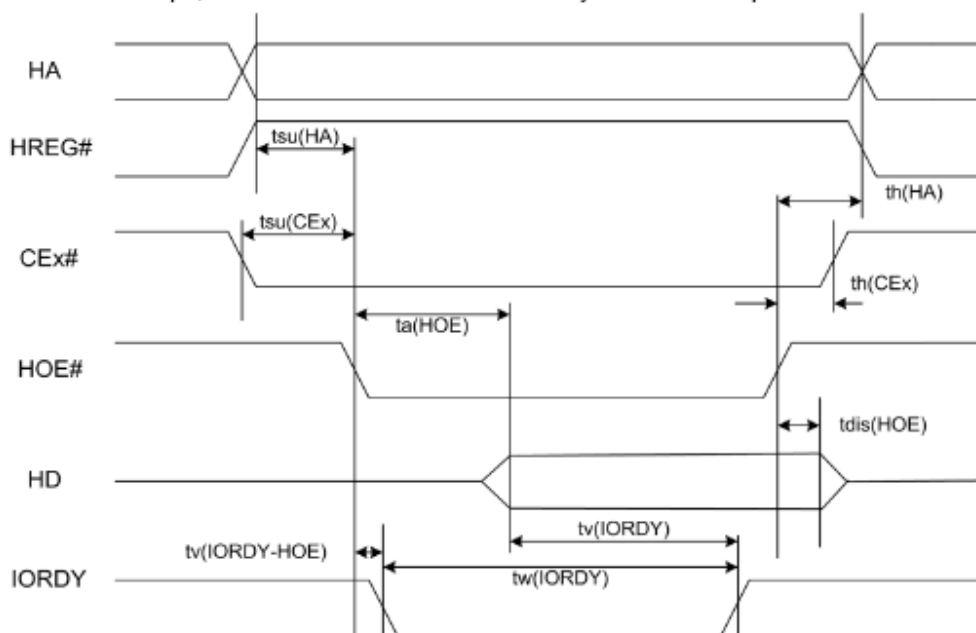 HA
HREG#
tsu(HA)
th(HA)
tsu(CEx)
CEx#
th(CEx)
ta(HOE)
HOE#
tdis(HOE)
HD
tv(IORDY)
tv(IORDY-HOE)
tw(IORDY)
IORDY